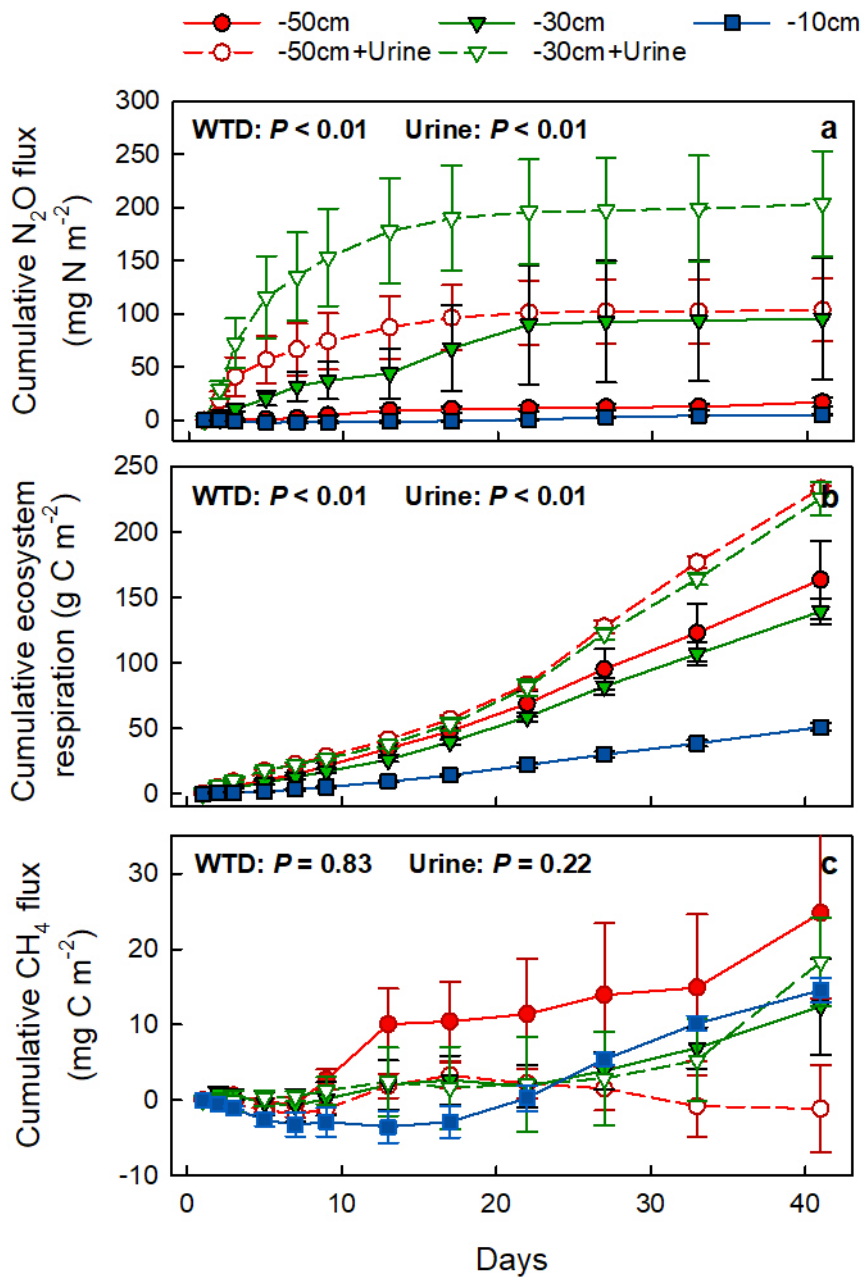 -50cm -30cm -10cm
-50cm+Urine -30cm+Urine
Cumulative N₂O flux
(mg N m⁻²)
300
250
200
150
100
50
0
WTD: P < 0.01 Urine: P < 0.01 a
Cumulative ecosystem
respiration (g C m⁻²)
250
200
150
100
50
0
WTD: P < 0.01 Urine: P < 0.01 b
Cumulative CH₄ flux
(mg C m⁻²)
30
20
10
0
-10
WTD: P = 0.83 Urine: P = 0.22 c
0 10 20 30 40
Days